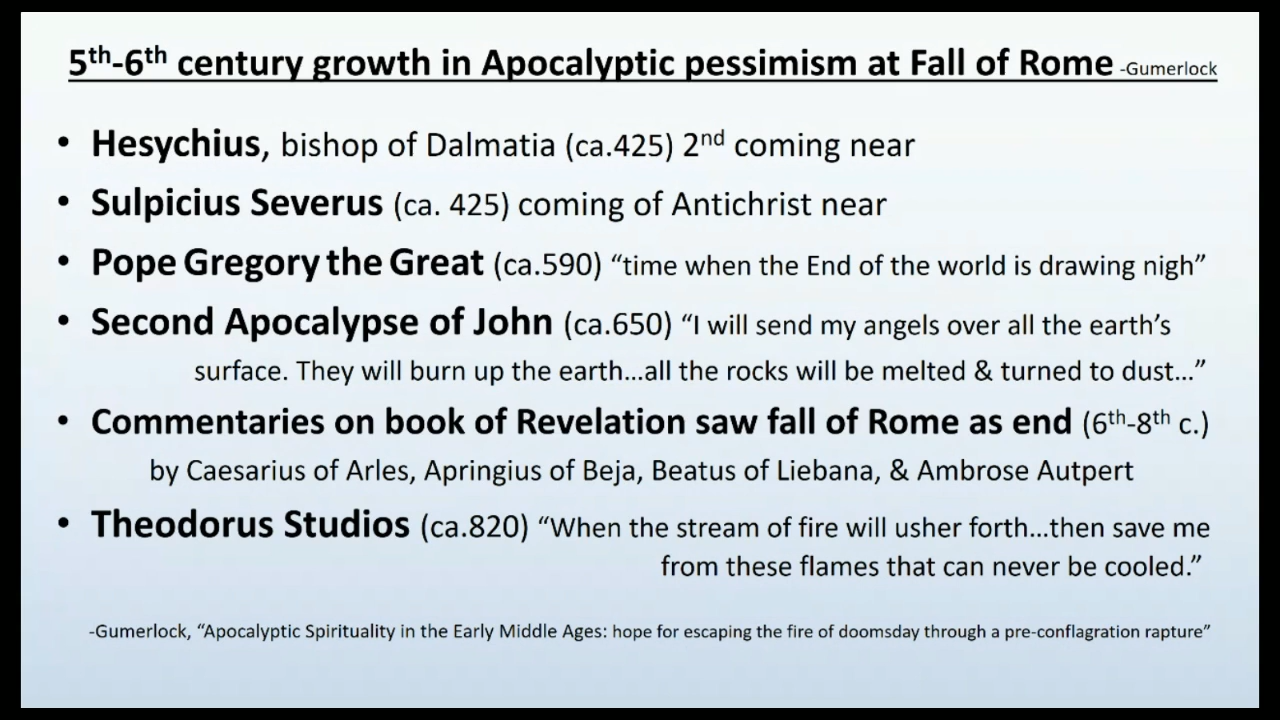 5th-6th century growth in Apocalyptic pessimism at Fall of Rome -Gumerlock
• Hesychius, bishop of Dalmatia (ca.425) 2nd coming near
• Sulpicius Severus (ca. 425) coming of Antichrist near
• Pope Gregory the Great (ca.590) “time when the End of the world is drawing nigh”
• Second Apocalypse of John (ca.650) “I will send my angels over all the earth’s
surface. They will burn up the earth…all the rocks will be melted & turned to dust…”
• Commentaries on book of Revelation saw fall of Rome as end (6th-8th c.)
by Caesarius of Arles, Apringius of Beja, Beatus of Liebana, & Ambrose Autpert
• Theodorus Studios (ca.820) “When the stream of fire will usher forth…then save me
from these flames that can never be cooled.”
-Gumerlock, “Apocalyptic Spirituality in the Early Middle Ages: hope for escaping the fire of doomsday through a pre-conflagration rapture”